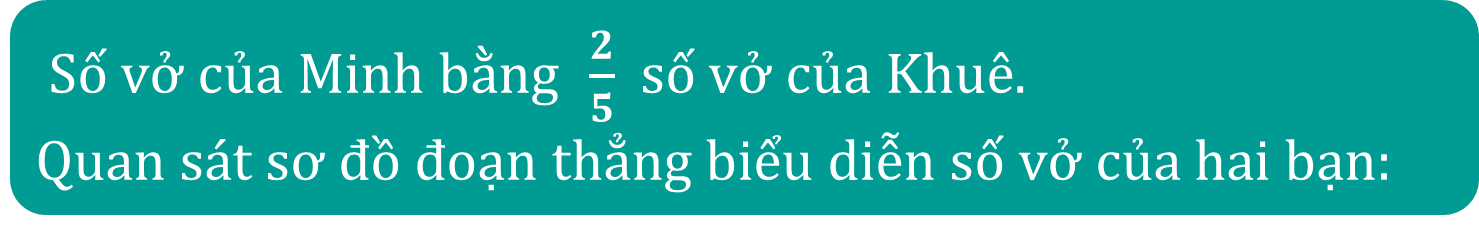 Số vở của Minh bằng 2/5 số vở của Khuê.
Quan sát sơ đồ đoạn thẳng biểu diễn số vở của hai bạn: